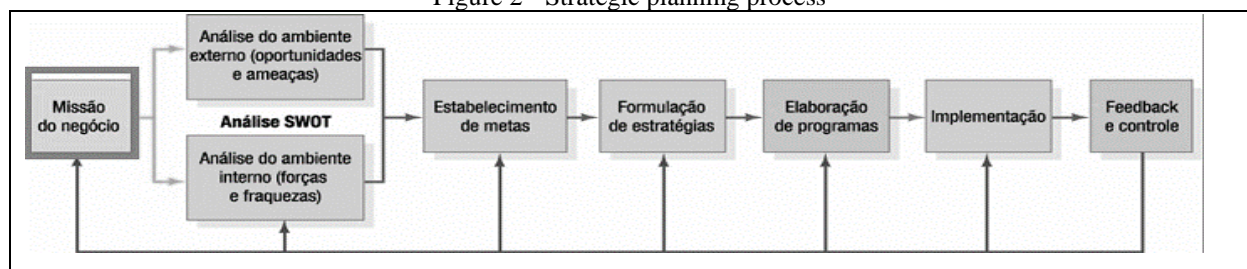 Figure 2 - Strategic planning process
Missão
do negócio
Análise do ambiente
externo (oportunidades
e ameaças)
Análise SWOT
Análise do ambiente
interno (forças
e fraquezas)
Estabelecimento
de metas
Formulação
de estratégias
Elaboração
de programas
Implementação
Feedback
e controle